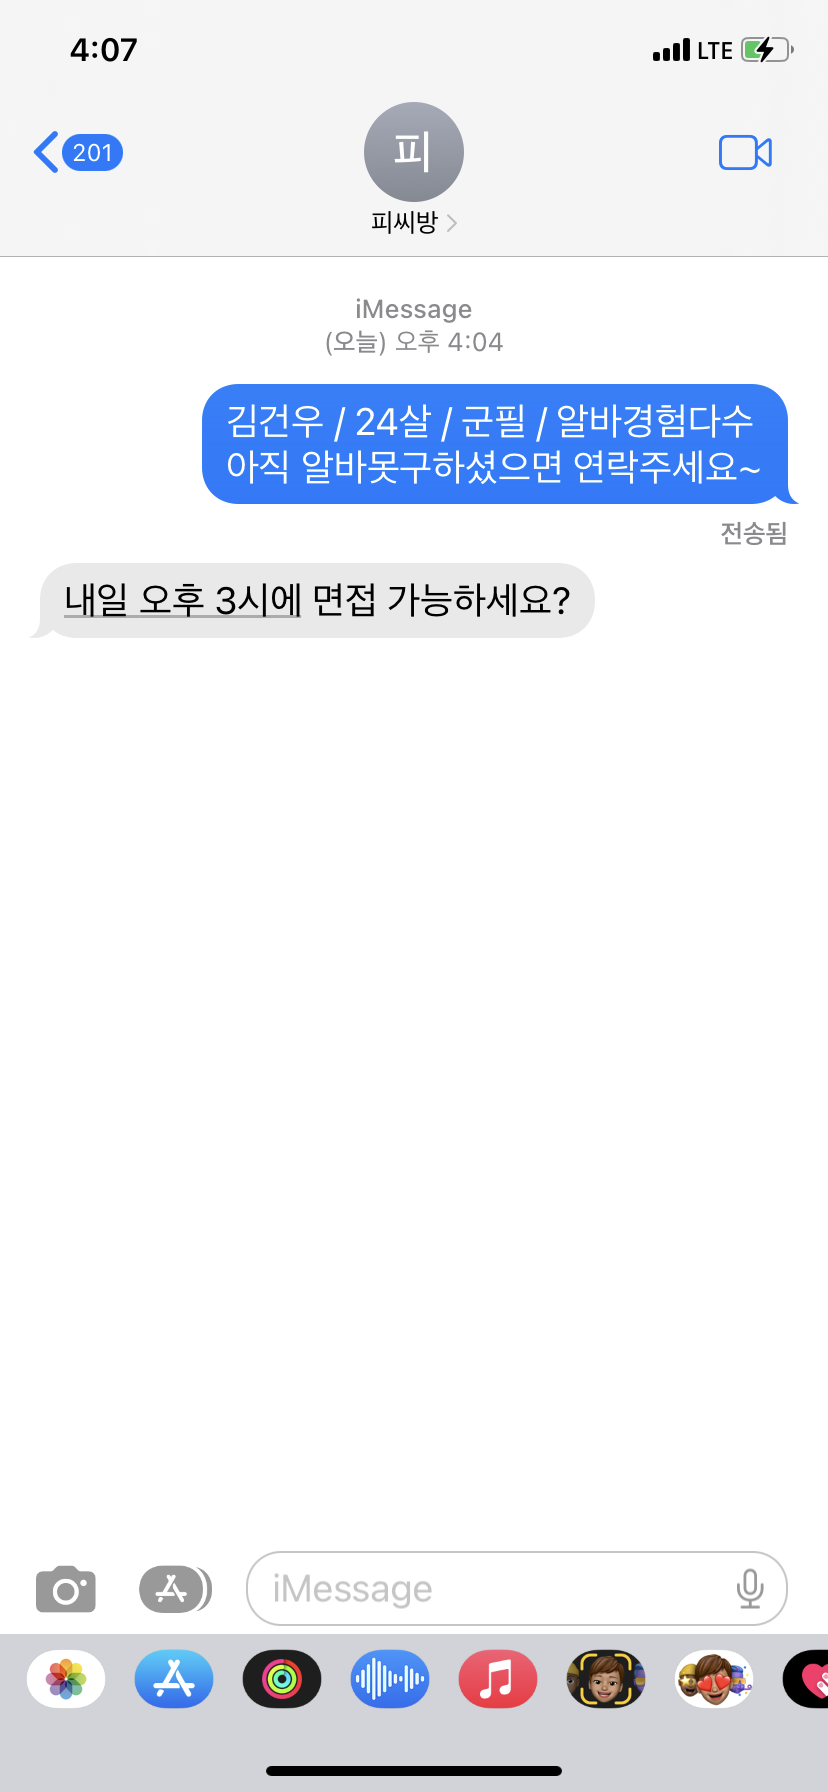 4:07
LTE
201
피
피씨방
iMessage
(오늘) 오후 4:04
김건우 / 24살 / 군필 / 알바경험다수
아직 알바못구하셨으면 연락주세요~
전송됨
내일 오후 3시에 면접 가능하세요?
iMessage